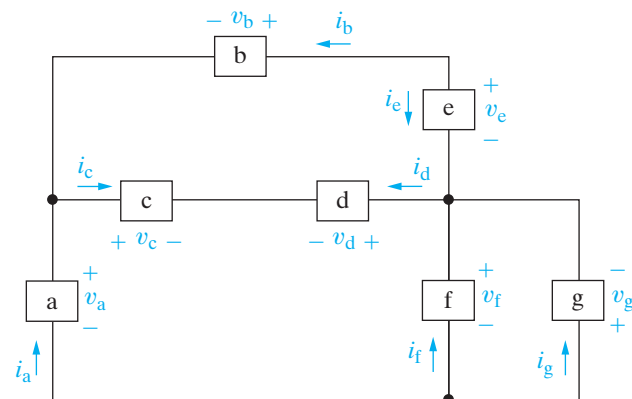 − v_b + i_b
b
i_e + 
e v_e
−
i_c i_d
c d
+ v_c − − v_d +
+ + −
a v_a f v_f g v_g
− − +
i_a i_f i_g